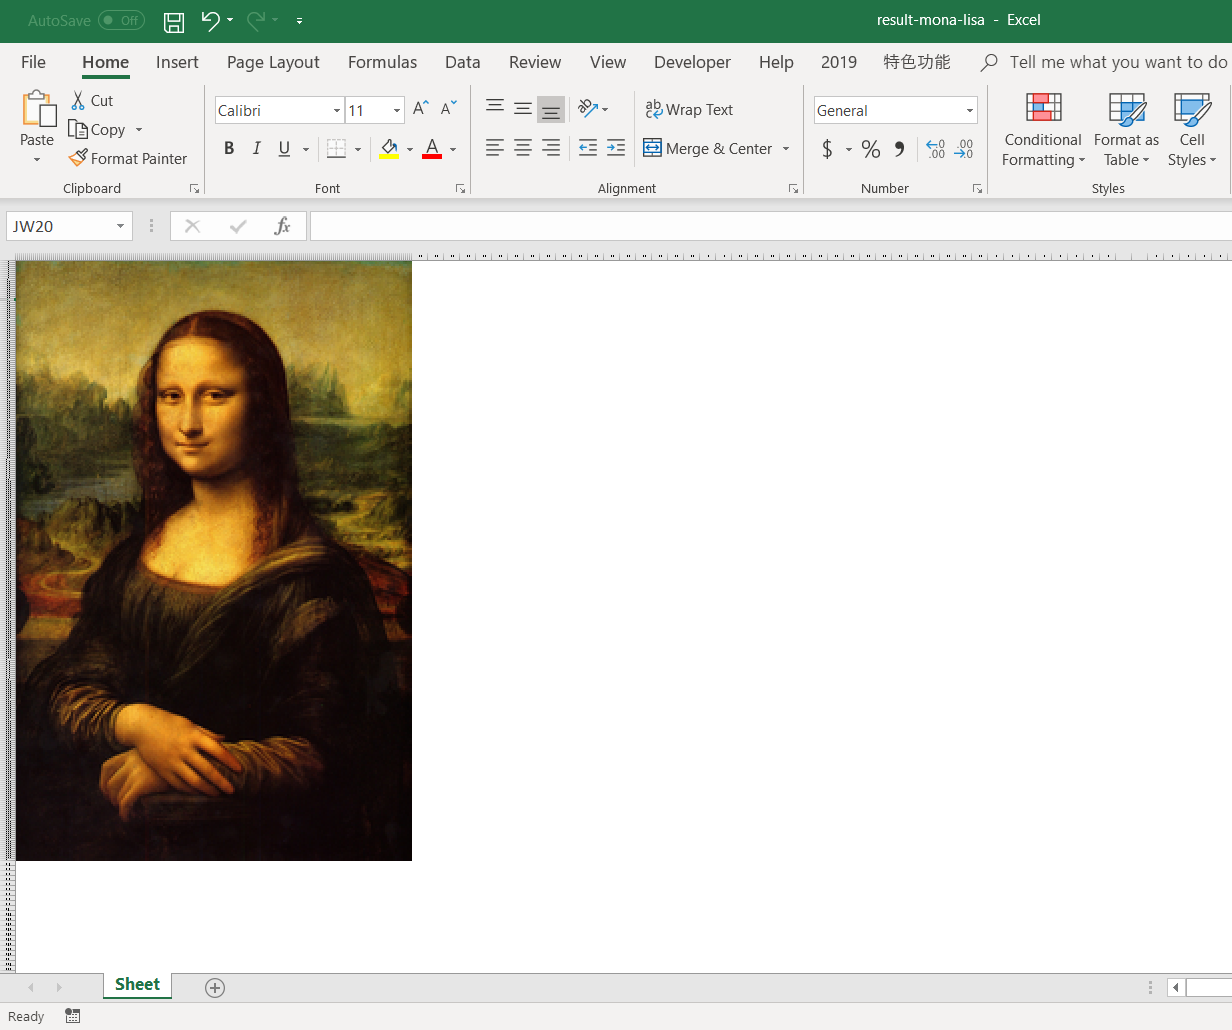 AutoSave Off result-mona-lisa - Excel
File Home Insert Page Layout Formulas Data Review View Developer Help 2019 特色功能 Tell me what you want to do
Paste
Cut
Copy
Format Painter
Clipboard
Calibri 11
B I U A
Font
Wrap Text
Merge & Center
Alignment
General
$ % , .00
Number
Conditional Formatting
Format as Table
Cell Styles
Styles
JW20 fx
Sheet
Ready